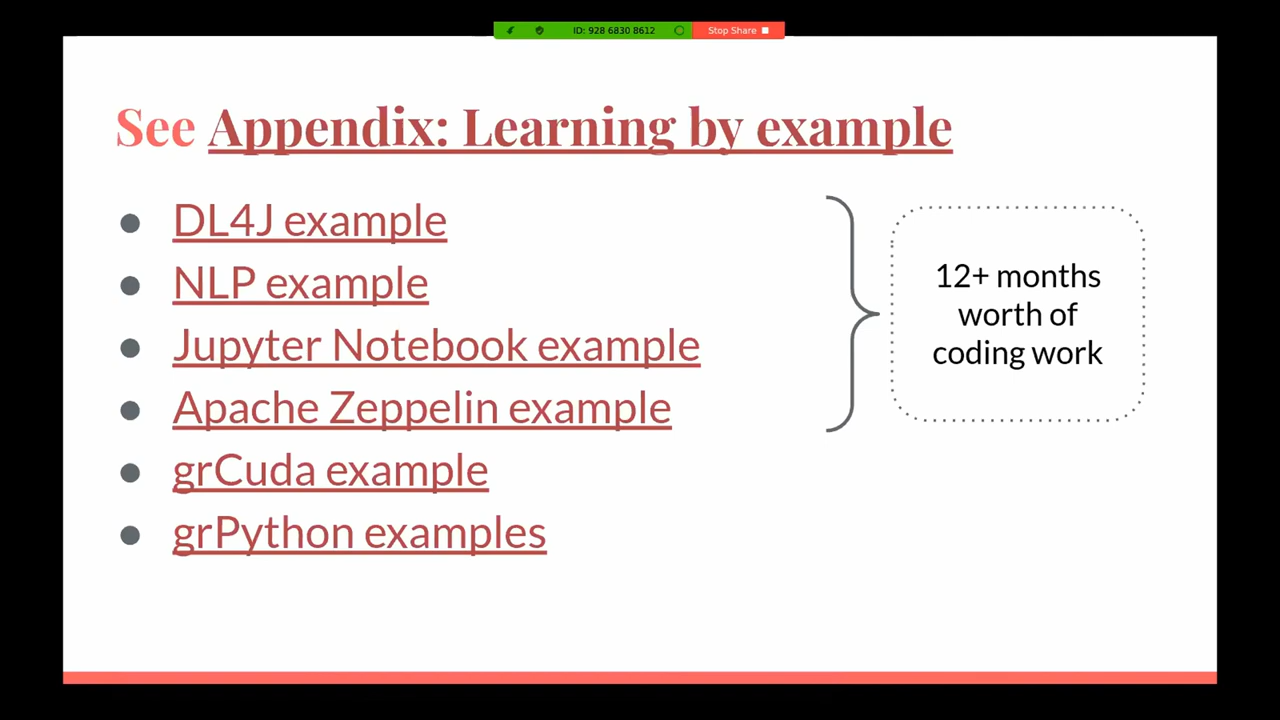 ID: 928 6830 8612 Stop Share
See Appendix: Learning by example
DL4J example
NLP example
Jupyter Notebook example
Apache Zeppelin example
grCuda example
grPython examples
12+ months
worth of
coding work